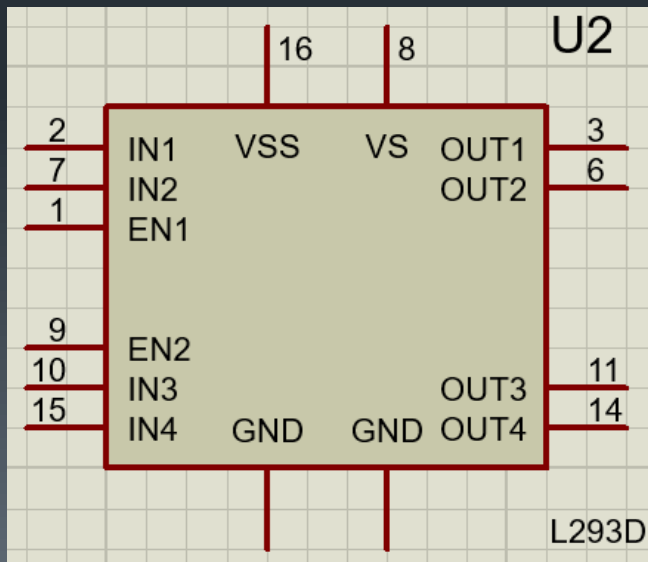 U2
16 8
2 IN1 VSS VS OUT1 3
7 IN2 OUT2 6
1 EN1
9 EN2
10 IN3 OUT3 11
15 IN4 GND GND OUT4 14
L293D